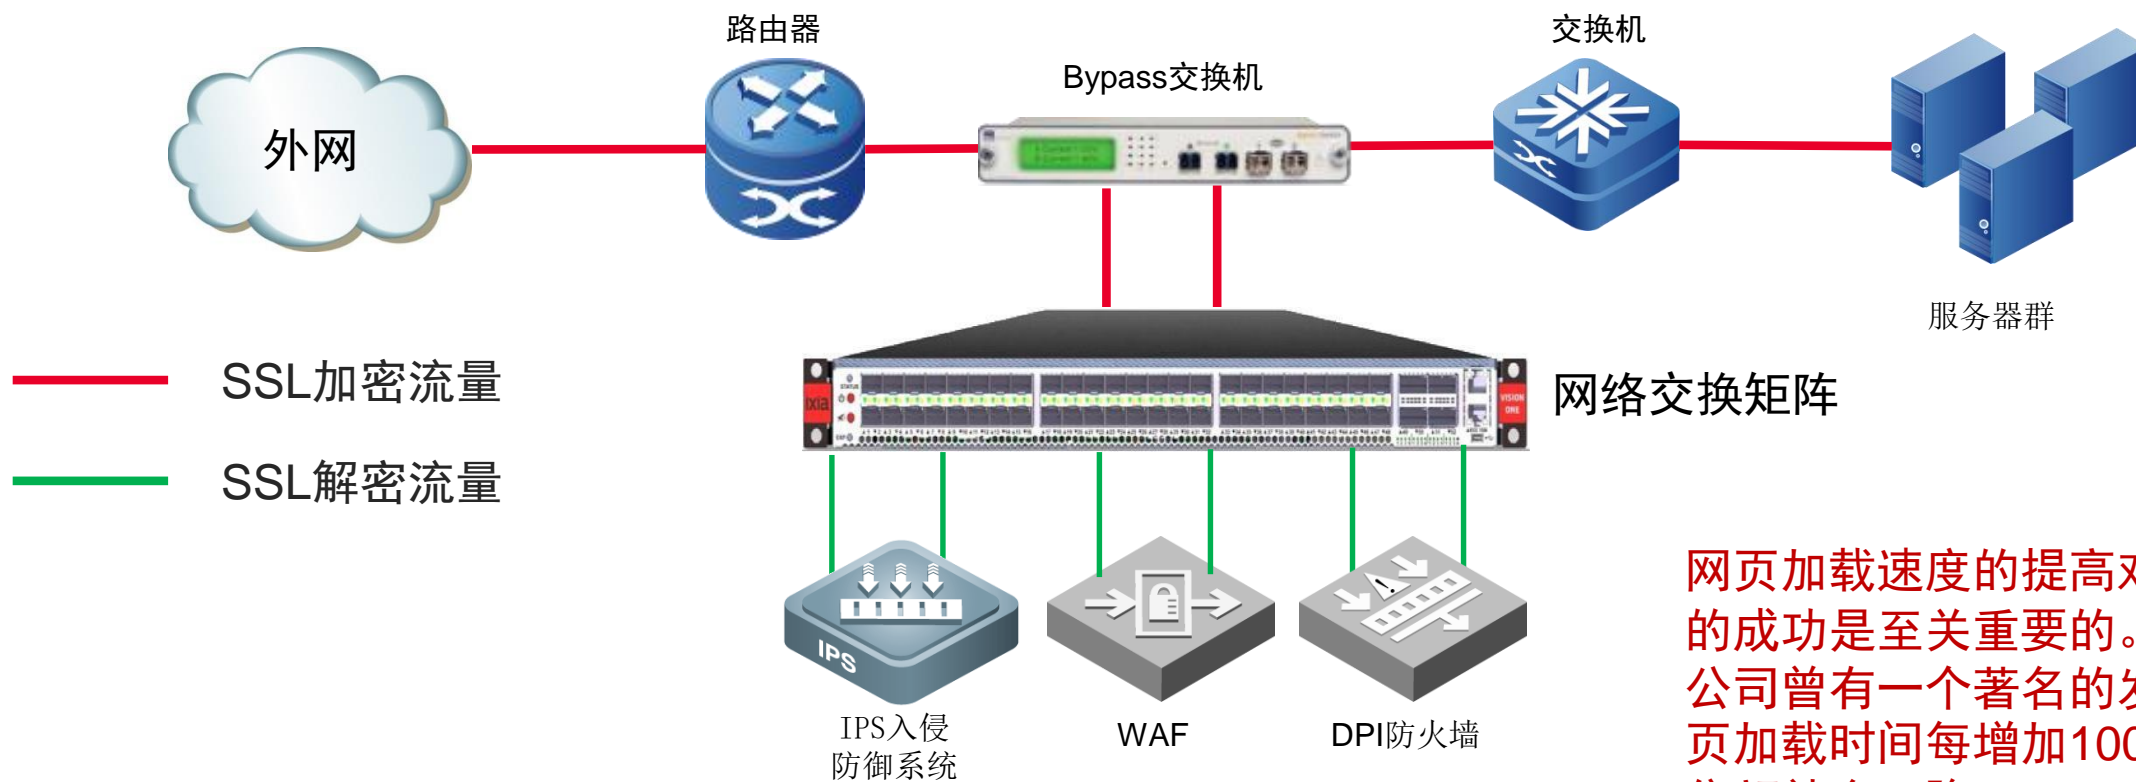 路由器
交换机
Bypass交换机
外网
服务器群
SSL加密流量
网络交换矩阵
ixia
VISION
ONE
STATUS
SSL解密流量
IPS
网页加载速度的提高
的成功是至关重要的。
公司曾有一个著名的
页加载时间每增加100
IPS入侵
防御系统
WAF
DPI防火墙